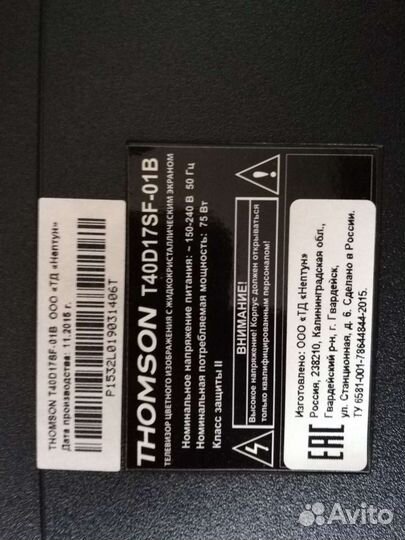 THOMSON T40D17SF-01B ООО «ТД «Нептун»
Дата производства: 11.2015 г.
P1532L019031406T
THOMSON T40D17SF-01B
ТЕЛЕВИЗОР ЦВЕТНОГО ИЗОБРАЖЕНИЯ С ЖИДКОКРИСТАЛЛИЧЕСКИМ ЭКРАНОМ
Номинальное напряжение питания: ~ 150-240 В 50 Гц
Номинальная потребляемая мощность: 75 Вт
Класс защиты II
ВНИМАНИЕ!
Высокое напряжение! Корпус должен открываться
только квалифицированным персоналом!
EAC
Изготовлено: ООО «ТД «Нептун»
Россия, 238210, Калининградская обл.,
Гвардейский р-н, г. Гвардейск,
ул. Станционная, д. 6. Сделано в России.
ТУ 6581-001-78644844-2015.
Avito